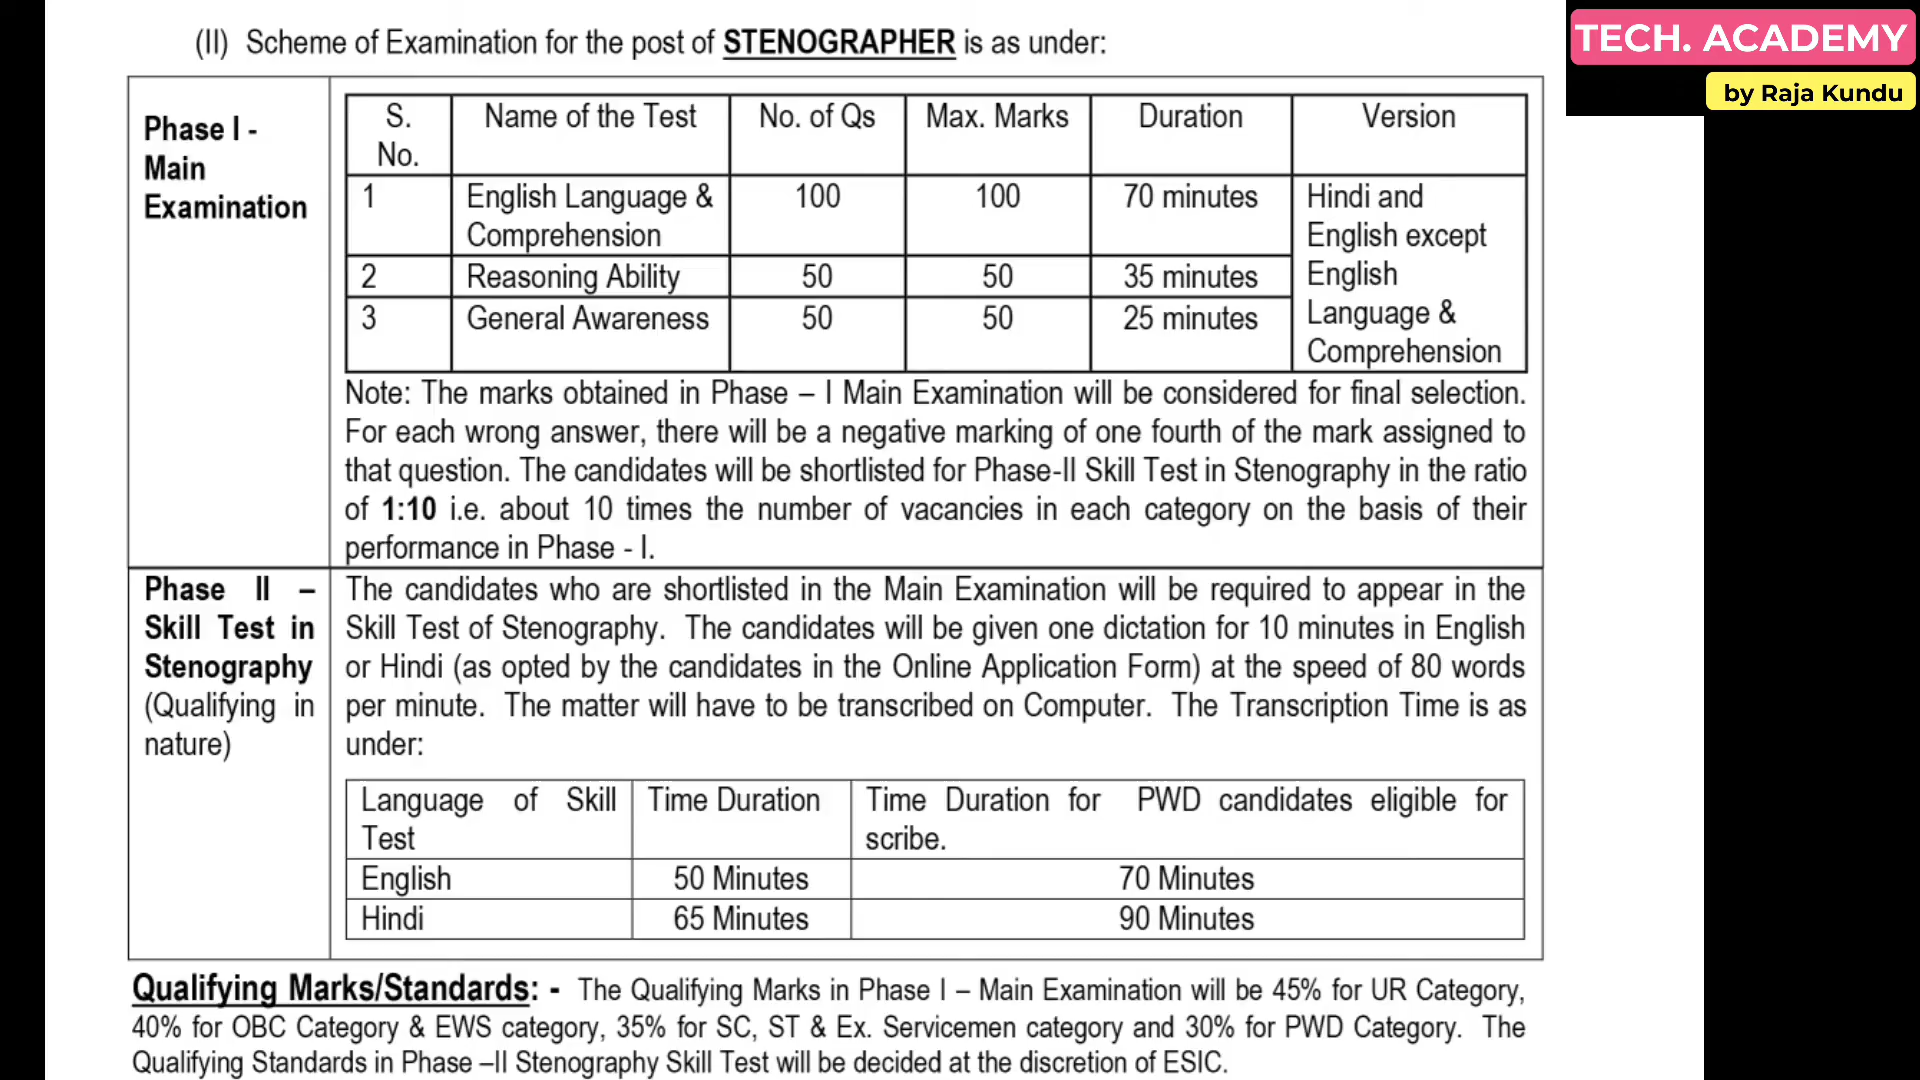 (II) Scheme of Examination for the post of STENOGRAPHER is as under:
TECH. ACADEMY
by Raja Kundu
Phase I -
Main
Examination
S. No. Name of the Test No. of Qs Max. Marks Duration Version
1 English Language & Comprehension 100 100 70 minutes Hindi and English except English Language & Comprehension
2 Reasoning Ability 50 50 35 minutes
3 General Awareness 50 50 25 minutes
Note: The marks obtained in Phase – I Main Examination will be considered for final selection.
For each wrong answer, there will be a negative marking of one fourth of the mark assigned to
that question. The candidates will be shortlisted for Phase-II Skill Test in Stenography in the ratio
of 1:10 i.e. about 10 times the number of vacancies in each category on the basis of their
performance in Phase - I.
Phase II –
Skill Test in
Stenography
(Qualifying in
nature)
The candidates who are shortlisted in the Main Examination will be required to appear in the
Skill Test of Stenography. The candidates will be given one dictation for 10 minutes in English
or Hindi (as opted by the candidates in the Online Application Form) at the speed of 80 words
per minute. The matter will have to be transcribed on Computer. The Transcription Time is as
under:
Language of Skill Test Time Duration Time Duration for PWD candidates eligible for scribe.
English 50 Minutes 70 Minutes
Hindi 65 Minutes 90 Minutes
Qualifying Marks/Standards: - The Qualifying Marks in Phase I – Main Examination will be 45% for UR Category,
40% for OBC Category & EWS category, 35% for SC, ST & Ex. Servicemen category and 30% for PWD Category. The
Qualifying Standards in Phase –II Stenography Skill Test will be decided at the discretion of ESIC.